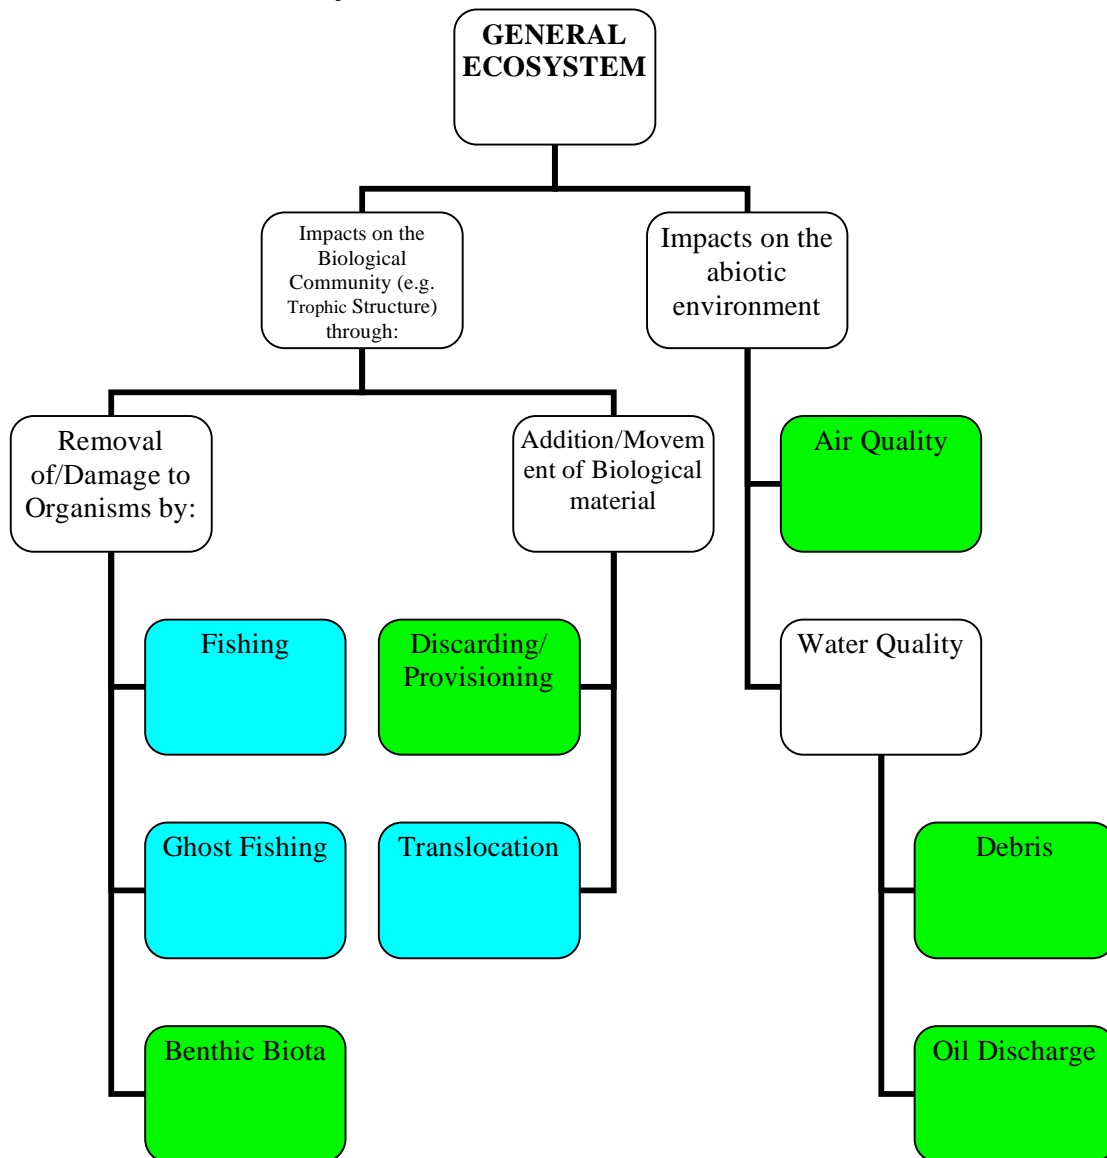 GENERAL
ECOSYSTEM
Impacts on the
Biological
Community (e.g.
Trophic Structure)
through:
Impacts on the
abiotic
environment
Removal
of/Damage to
Organisms by:
Addition/Movem
ent of Biological
material
Air Quality
Fishing
Discarding/
Provisioning
Water Quality
Ghost Fishing
Translocation
Debris
Benthic Biota
Oil Discharge